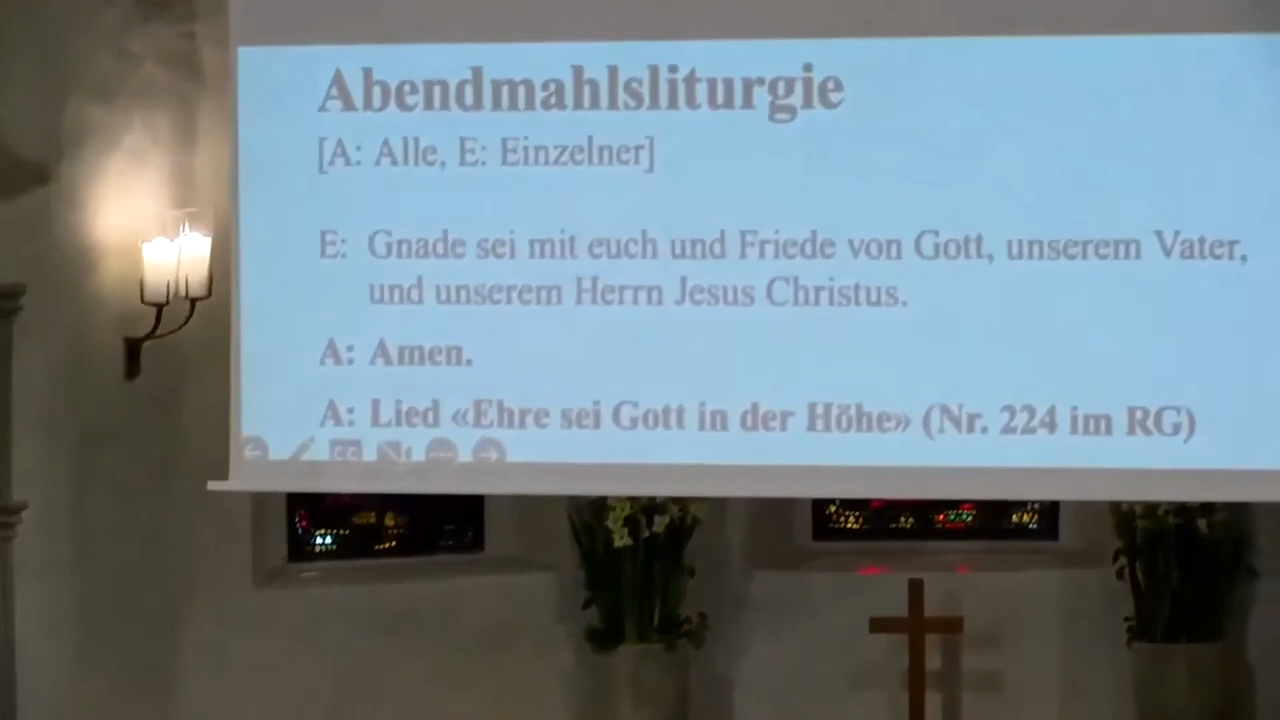 Abendmahlsliturgie
[A: Alle, E: Einzelner]
E: Gnade sei mit euch und Friede von Gott, unserem Vater,
und unserem Herrn Jesus Christus.
A: Amen.
A: Lied «Ehre sei Gott in der Höhe» (Nr. 224 im RG)
CC